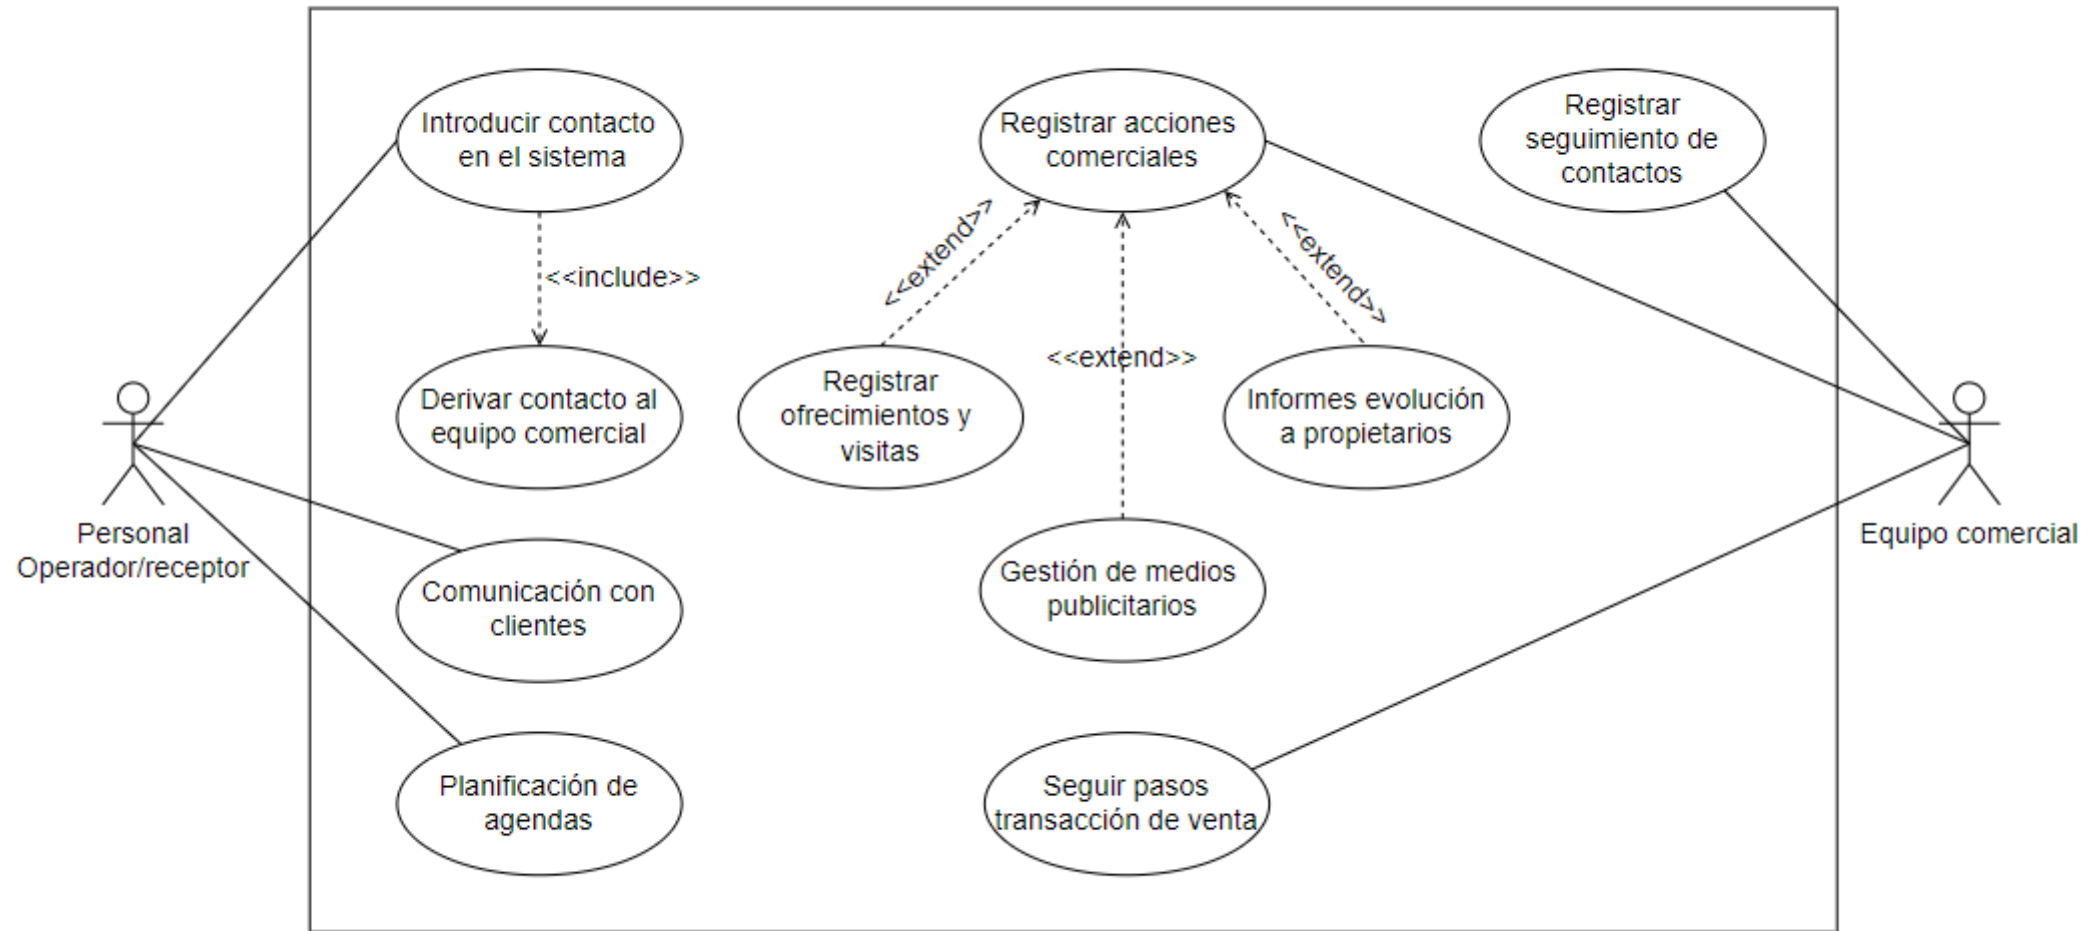 Introducir contacto
en el sistema
Registrar acciones
comerciales
Registrar
seguimiento de
contactos
<<include>>
<<extend>>
<<extend>>
<<extend>>
Derivar contacto al
equipo comercial
Registrar
ofrecimientos y
visitas
Informes evolución
a propietarios
Personal
Operador/receptor
Equipo comercial
Comunicación con
clientes
Gestión de medios
publicitarios
Planificación de
agendas
Seguir pasos
transacción de venta